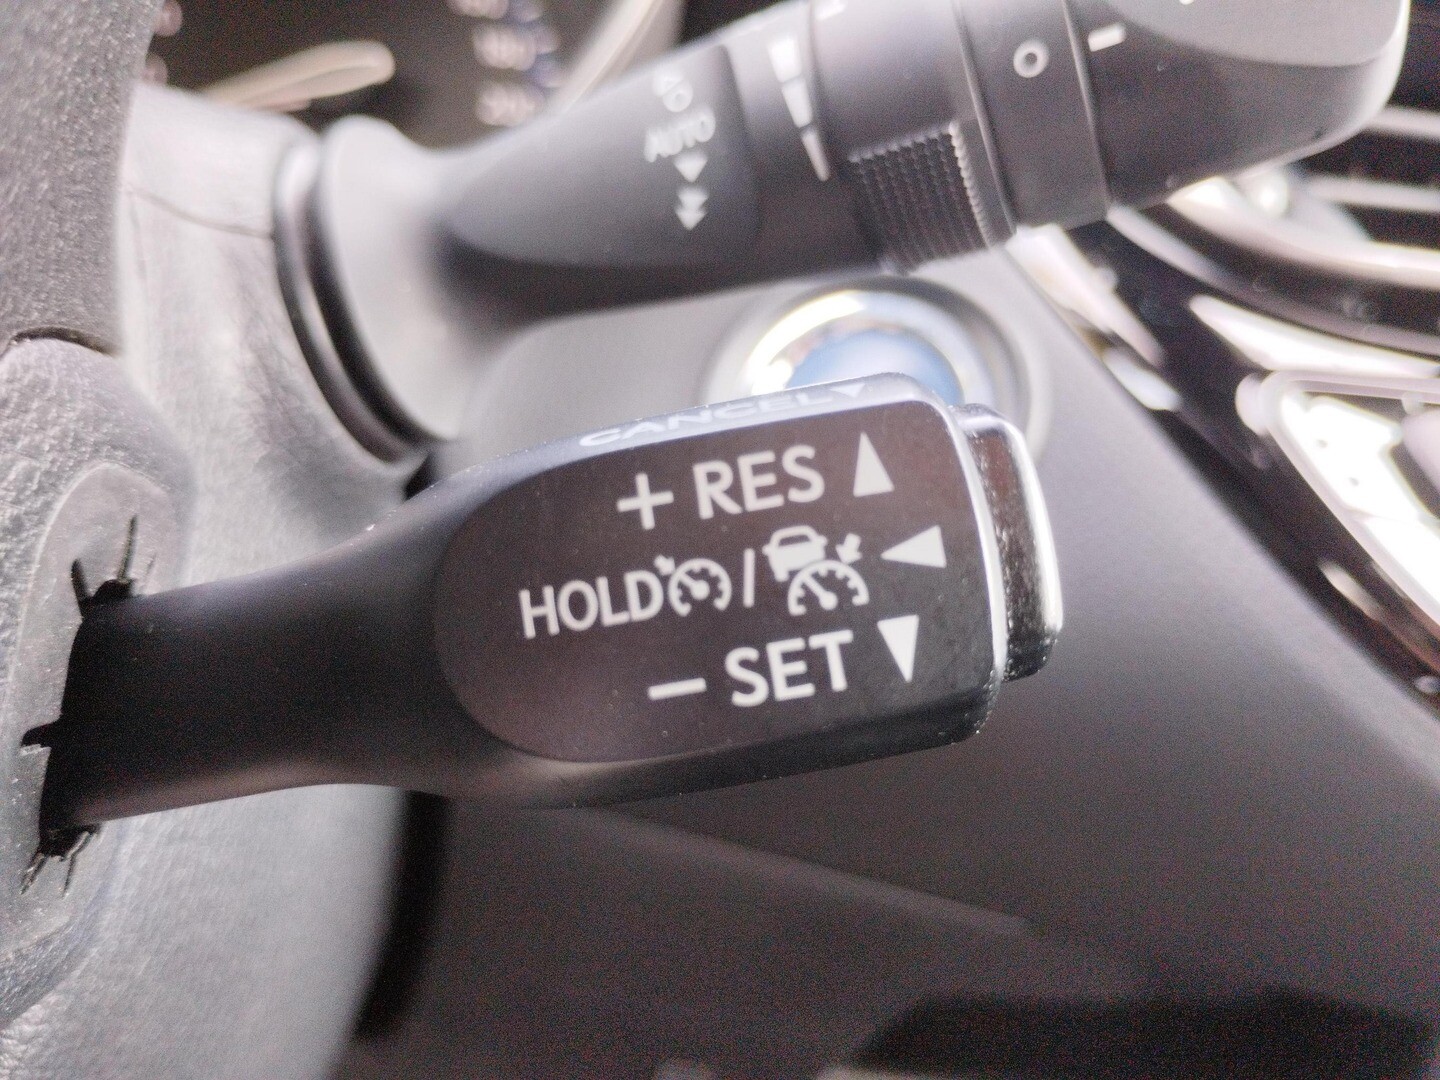 AUTO
CANCEL
+ RES
HOLD /
− SET